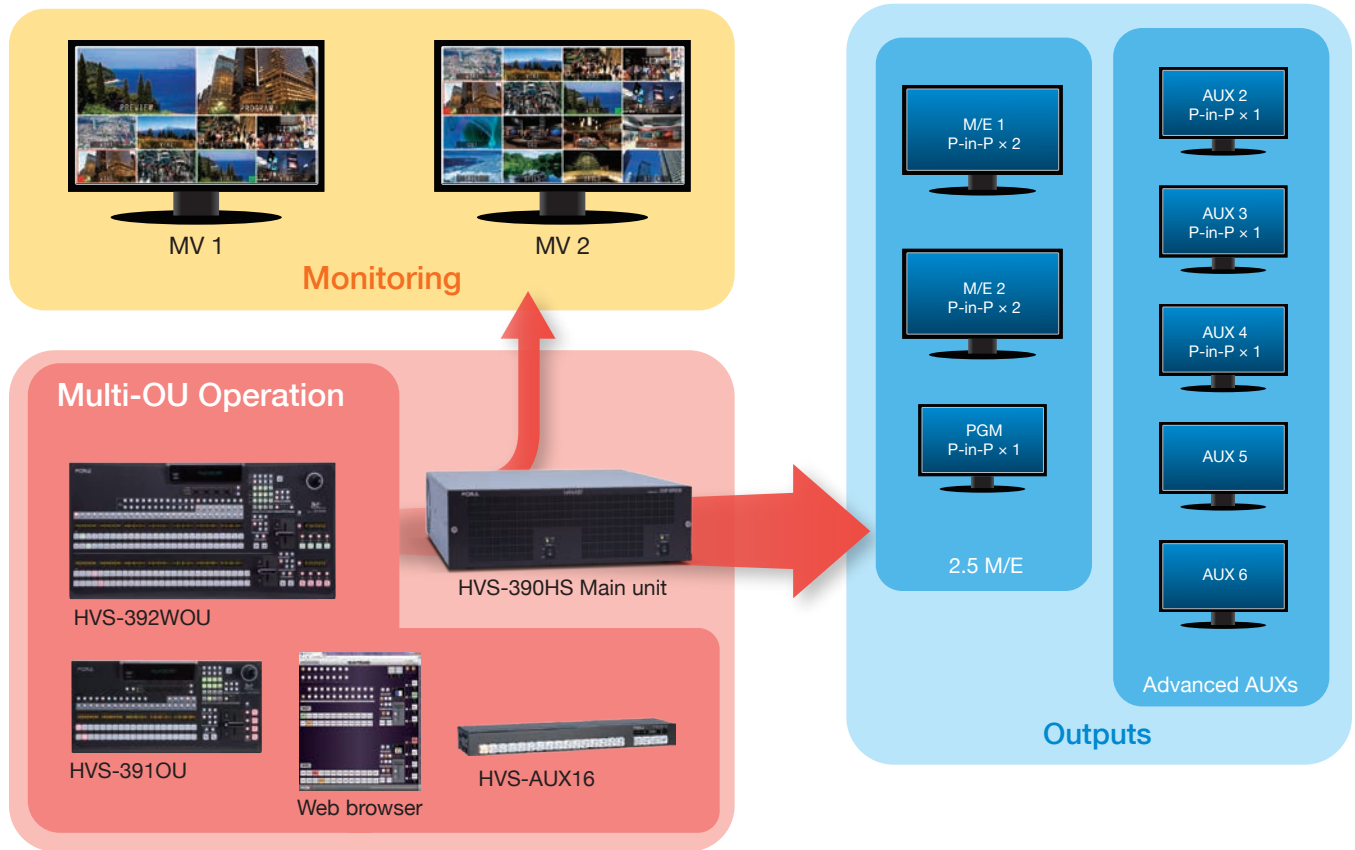 PREVIEW
PROGRAM
MV 1
MV 2
Monitoring
Multi-OU Operation
HVS-392WOU
HVS-390HS Main unit
HVS-391OU
Web browser
HVS-AUX16
M/E 1
P-in-P × 2
M/E 2
P-in-P × 2
PGM
P-in-P × 1
2.5 M/E
AUX 2
P-in-P × 1
AUX 3
P-in-P × 1
AUX 4
P-in-P × 1
AUX 5
AUX 6
Advanced AUXs
Outputs